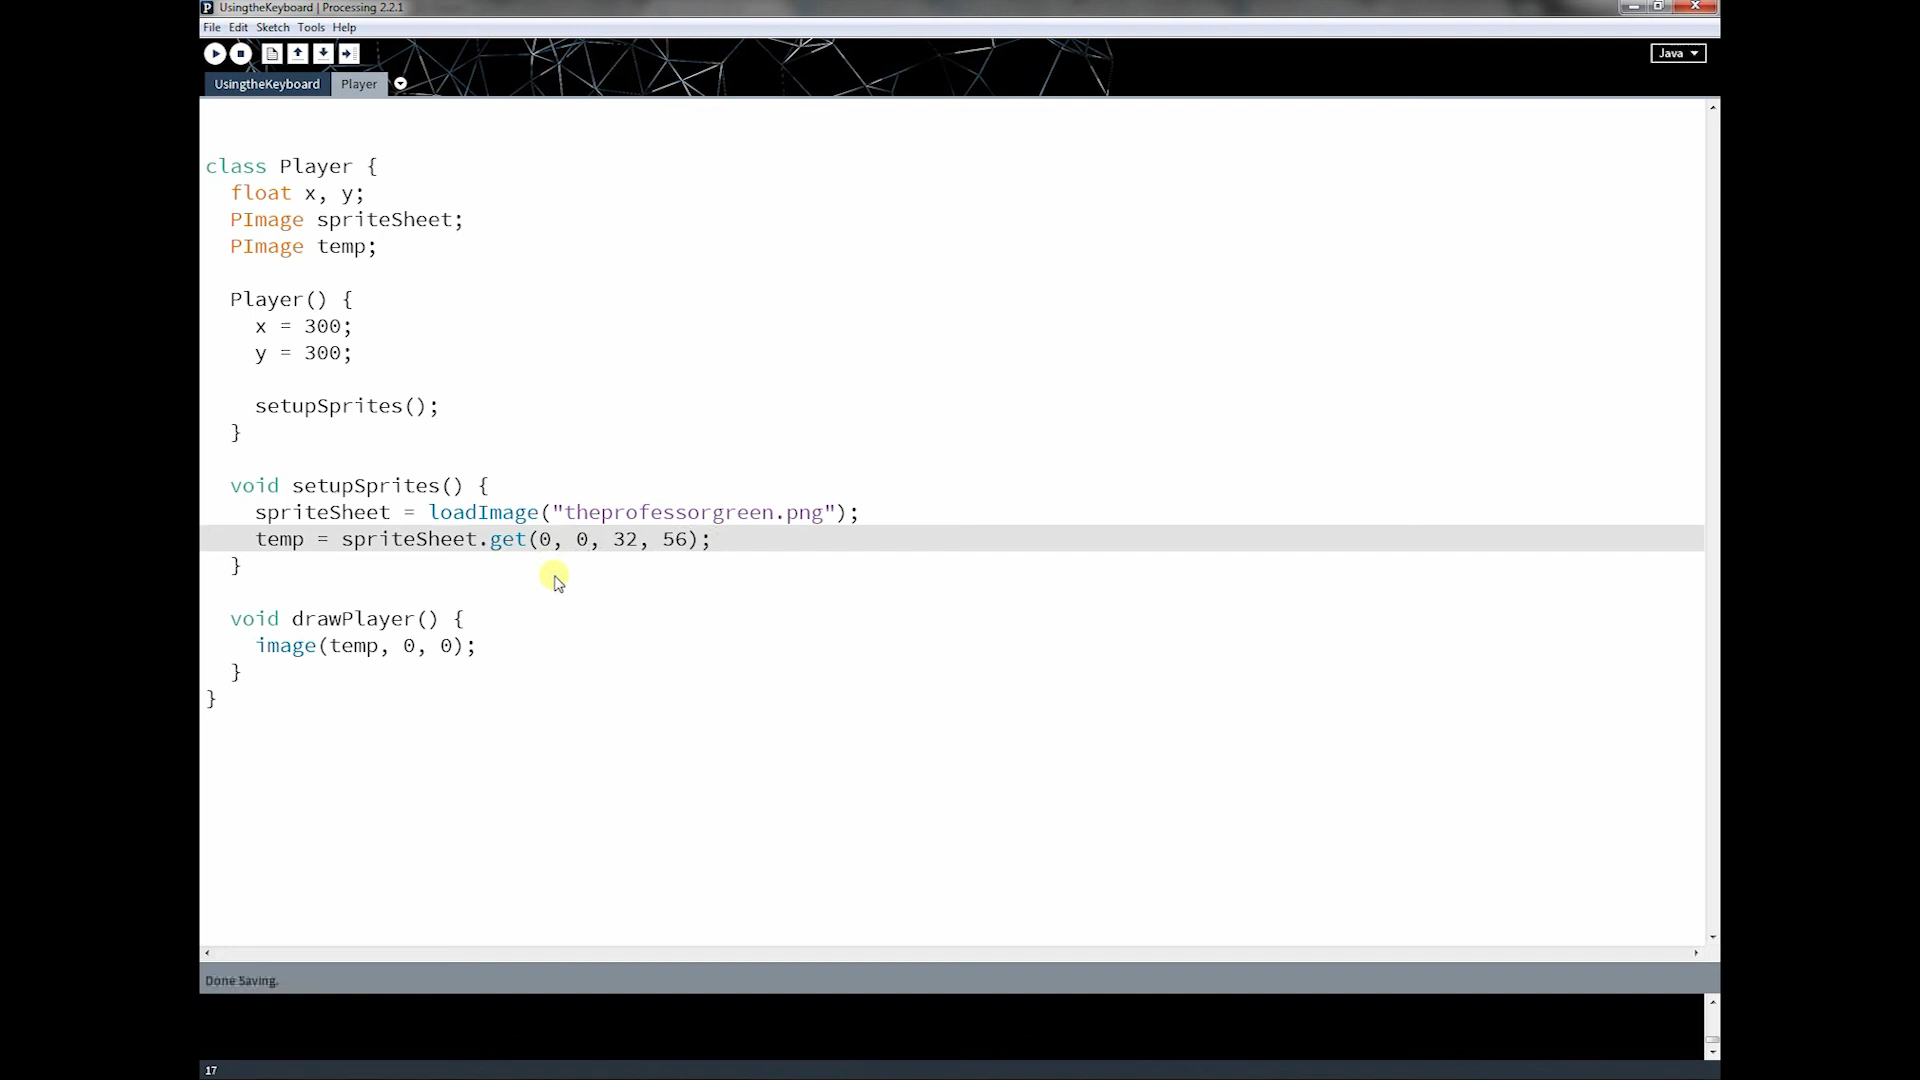 UsingtheKeyboard | Processing 2.2.1
File Edit Sketch Tools Help
Java
UsingtheKeyboard Player
class Player {
float x, y;
PImage spriteSheet;
PImage temp;
Player() {
x = 300;
y = 300;
setupSprites();
}
void setupSprites() {
spriteSheet = loadImage("theprofessorgreen.png");
temp = spriteSheet.get(0, 0, 32, 56);
}
void drawPlayer() {
image(temp, 0, 0);
}
}
Done Saving.
17